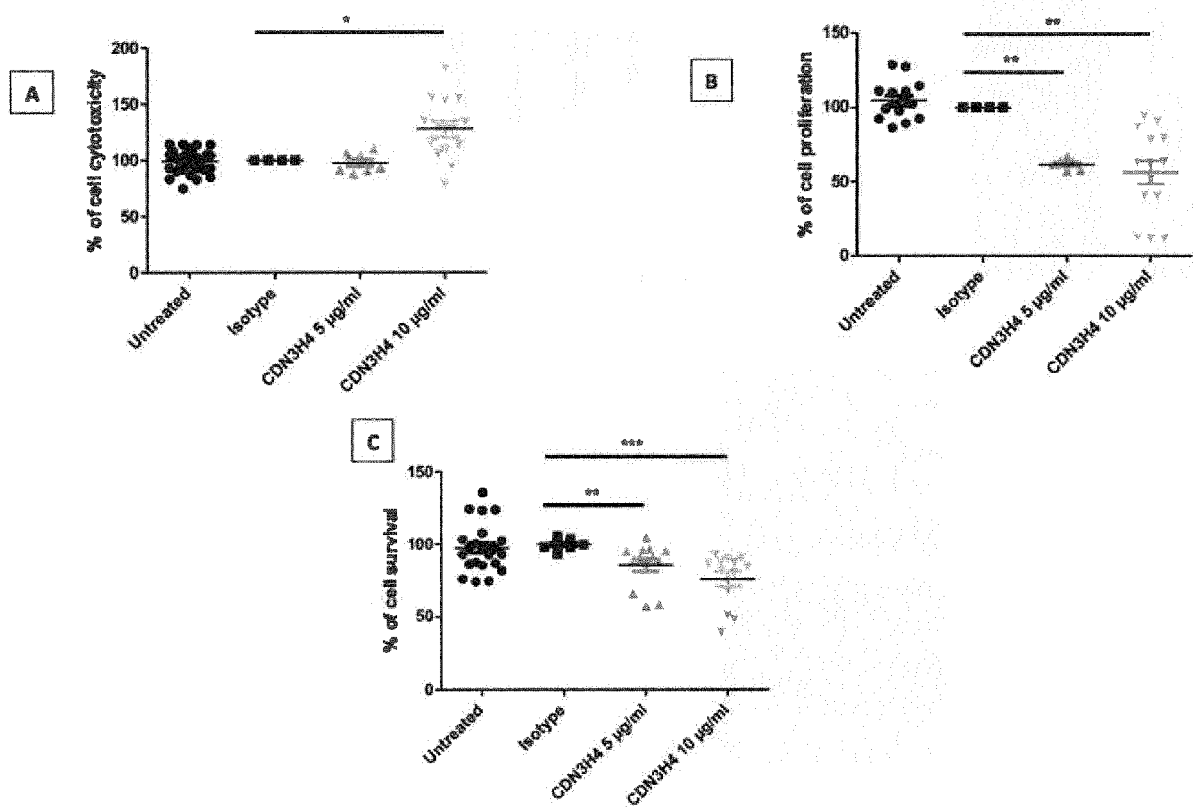 A
% of cell cytotoxicity
200
150
100
50
0
*
Untreated
Isotype
CDN3H4 5 µg/ml
CDN3H4 10 µg/ml
B
% of cell proliferation
150
100
50
0
**
**
Untreated
Isotype
CDN3H4 5 µg/ml
CDN3H4 10 µg/ml
C
% of cell survival
150
100
50
0
***
**
Untreated
Isotype
CDN3H4 5 µg/ml
CDN3H4 10 µg/ml